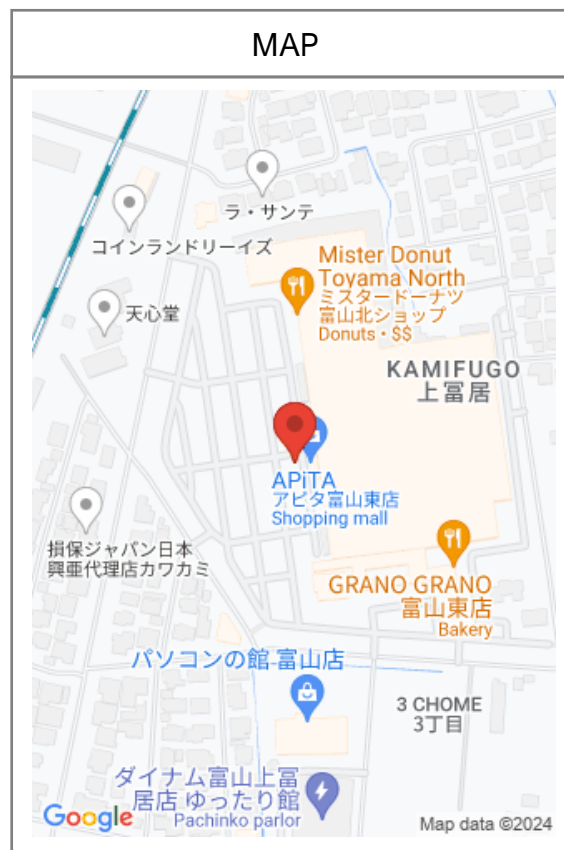 MAP
ラ・サンテ
コインランドリーイズ
Mister Donut
Toyama North
ミスタードーナツ
富山北ショップ
Donuts • $$
天心堂
KAMIFUGO
上冨居
APiTA
アピタ富山東店
Shopping mall
損保ジャパン日本
興亜代理店カワカミ
GRANO GRANO
富山東店
Bakery
パソコンの館 富山店
3 CHOME
3丁目
ダイナム富山上冨
居店 ゆったり館
Pachinko parlor
Google
Map data ©2024